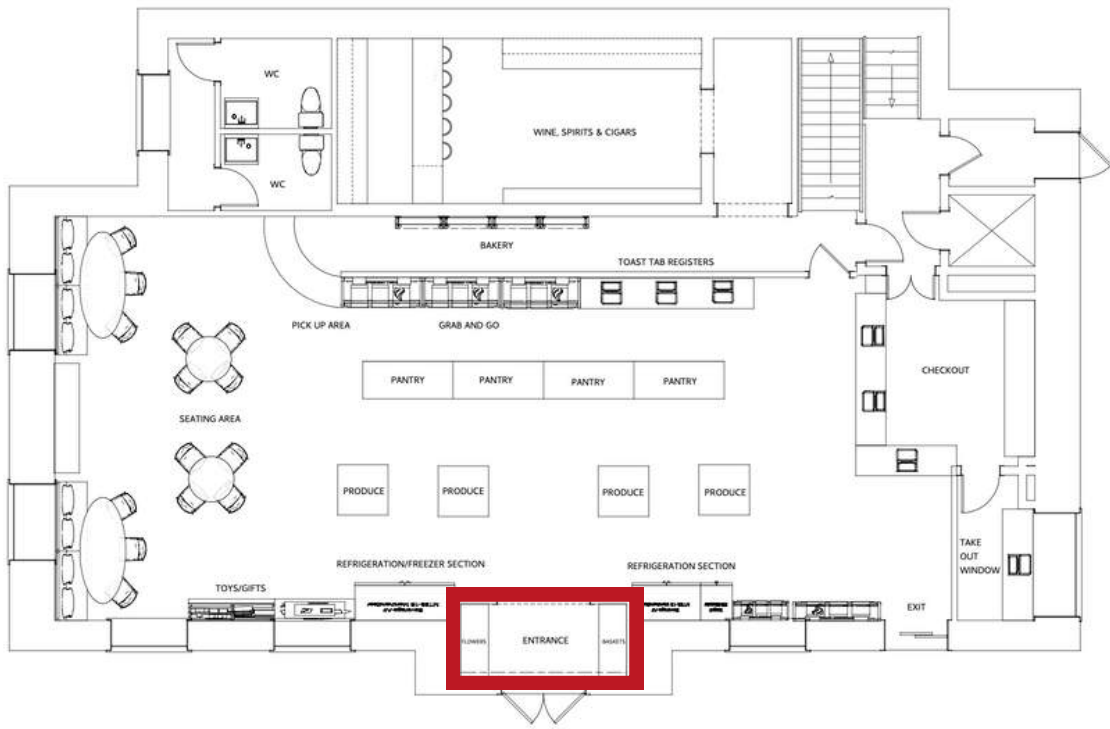 WC
WINE, SPIRITS & CIGARS
WC
BAKERY
TOAST TAB REGISTERS
PICK UP AREA
GRAB AND GO
PANTRY
PANTRY
PANTRY
PANTRY
CHECKOUT
SEATING AREA
PRODUCE
PRODUCE
PRODUCE
PRODUCE
TAKE
OUT
WINDOW
REFRIGERATION/FREEZER SECTION
REFRIGERATION SECTION
TOYS/GIFTS
EXIT
FLOWERS
ENTRANCE
BASKETS